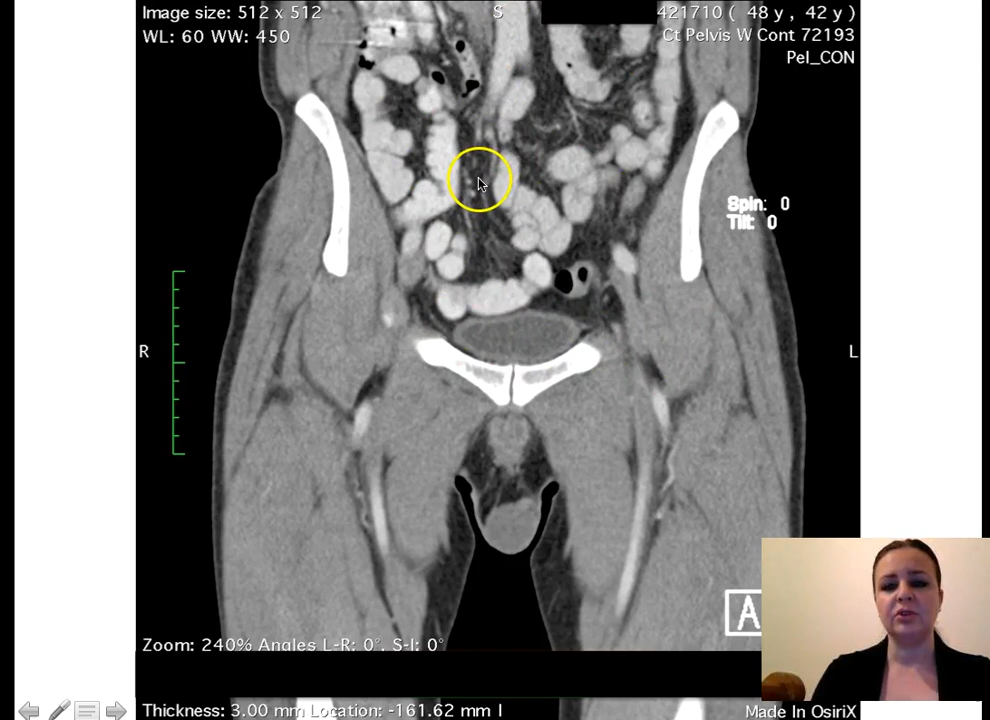 Image size: 512 x 512
WL: 60 WW: 450
S
421710 ( 48 y , 42 y )
Ct Pelvis W Cont 72193
Pel_CON
Spin: 0
Tilt: 0
R
L
A
Zoom: 240% Angles L-R: 0°. S-I: 0°
Thickness: 3.00 mm Location: -161.62 mm I
Made In OsiriX